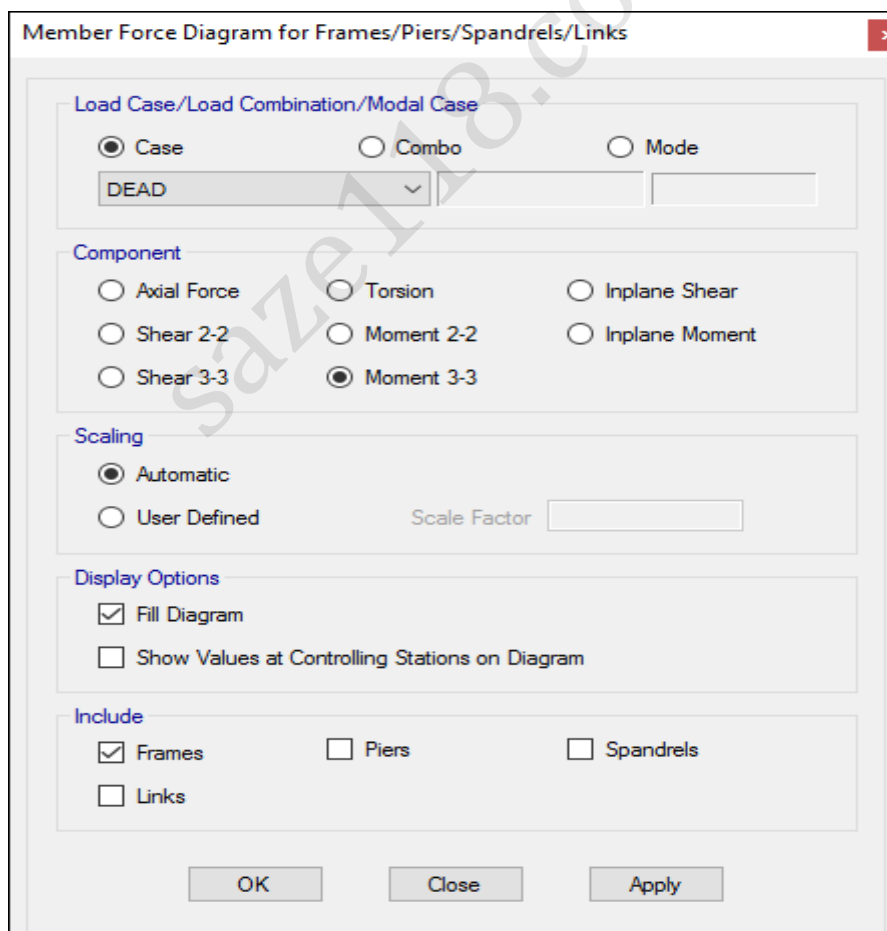 Member Force Diagram for Frames/Piers/Spandrels/Links
Load Case/Load Combination/Modal Case
Case Combo Mode
DEAD
Component
Axial Force Torsion Inplane Shear
Shear 2-2 Moment 2-2 Inplane Moment
Shear 3-3 Moment 3-3
Scaling
Automatic
User Defined Scale Factor
Display Options
Fill Diagram
Show Values at Controlling Stations on Diagram
Include
Frames Piers Spandrels
Links
OK Close Apply
saze118.co